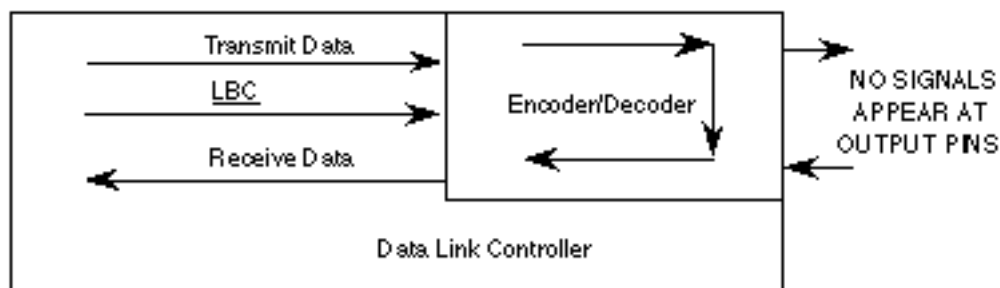 Transmit Data
LBC
Receive Data
Encoder/Decoder
NO SIGNALS
APPEAR AT
OUTPUT PINS
Data Link Controller